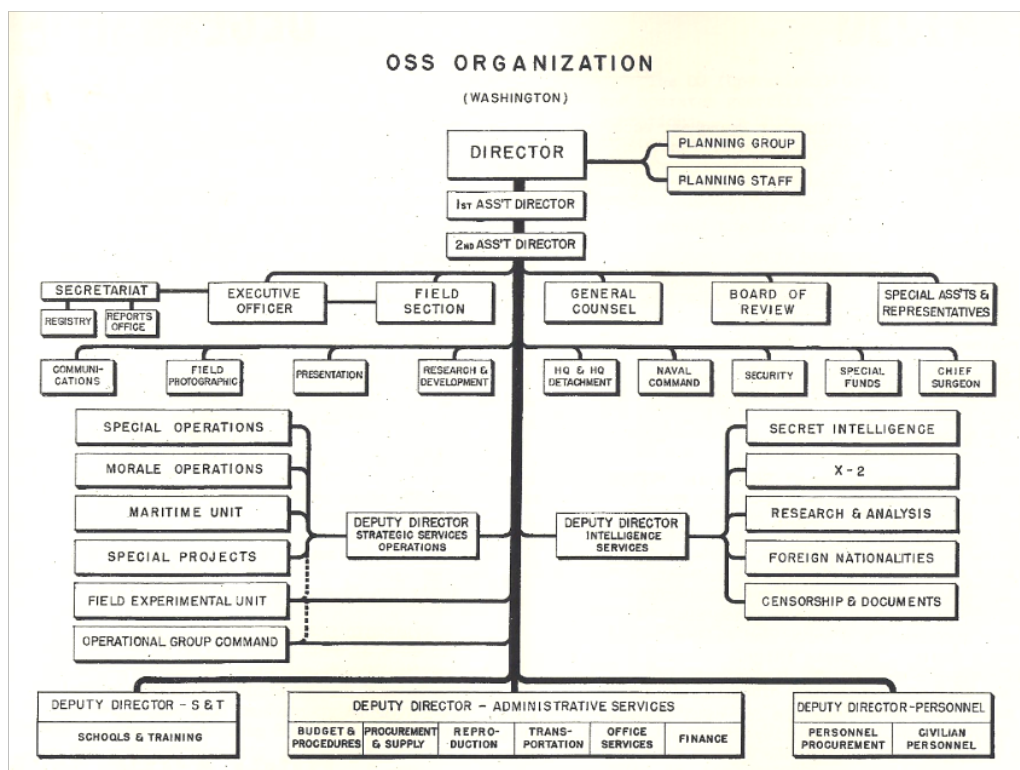 OSS ORGANIZATION
(WASHINGTON)
DIRECTOR
PLANNING GROUP
PLANNING STAFF
1ST ASS'T DIRECTOR
2ND ASS'T DIRECTOR
SECRETARIAT
REGISTRY
REPORTS
OFFICE
EXECUTIVE
OFFICER
FIELD
SECTION
GENERAL
COUNSEL
BOARD OF
REVIEW
SPECIAL ASS'TS &
REPRESENTATIVES
COMMUNI-
CATIONS
FIELD
PHOTOGRAPHIC
PRESENTATION
RESEARCH &
DEVELOPMENT
HQ & HQ
DETACHMENT
NAVAL
COMMAND
SECURITY
SPECIAL
FUNDS
CHIEF
SURGEON
SPECIAL OPERATIONS
MORALE OPERATIONS
MARITIME UNIT
SPECIAL PROJECTS
FIELD EXPERIMENTAL UNIT
OPERATIONAL GROUP COMMAND
DEPUTY DIRECTOR
STRATEGIC SERVICES
OPERATIONS
DEPUTY DIRECTOR
INTELLIGENCE
SERVICES
SECRET INTELLIGENCE
X-2
RESEARCH & ANALYSIS
FOREIGN NATIONALITIES
CENSORSHIP & DOCUMENTS
DEPUTY DIRECTOR - S & T
SCHOOLS & TRAINING
DEPUTY DIRECTOR - ADMINISTRATIVE SERVICES
BUDGET &
PROCEDURES
PROCUREMENT
& SUPPLY
REPRO-
DUCTION
TRANS-
PORTATION
OFFICE
SERVICES
FINANCE
DEPUTY DIRECTOR-PERSONNEL
PERSONNEL
PROCUREMENT
CIVILIAN
PERSONNEL